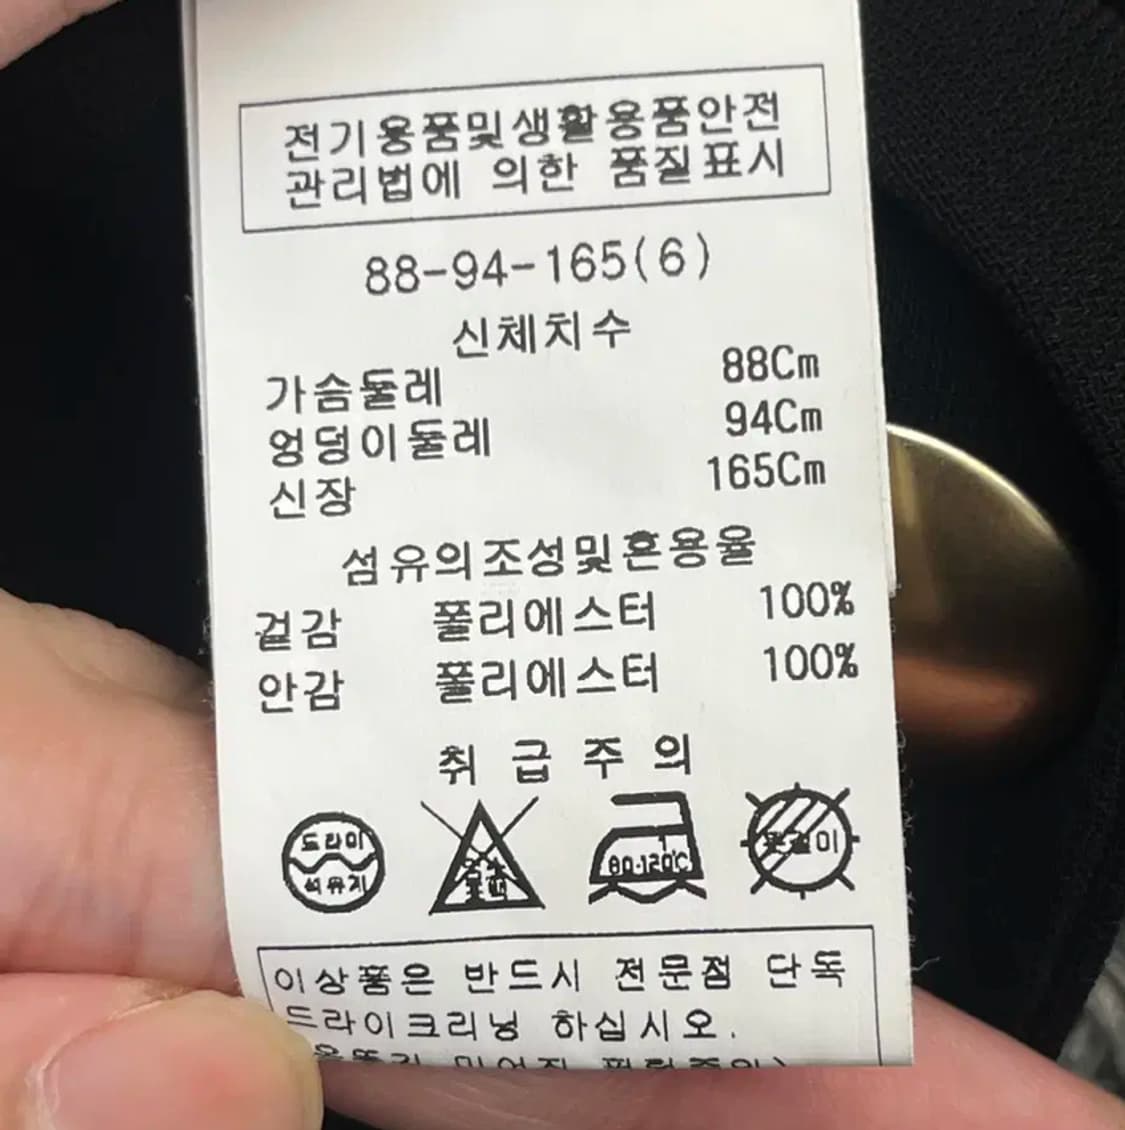 전기용품및생활용품안전
관리법에 의한 품질표시
88-94-165(6)
신체치수
가슴둘레 88Cm
엉덩이둘레 94Cm
신장 165Cm
섬유의조성및혼용율
겉감 폴리에스터 100%
안감 폴리에스터 100%
취급주의
드라이
석유계
80-120℃
옷걸이
이상품은 반드시 전문점 단독
드라이크리닝 하십시오.